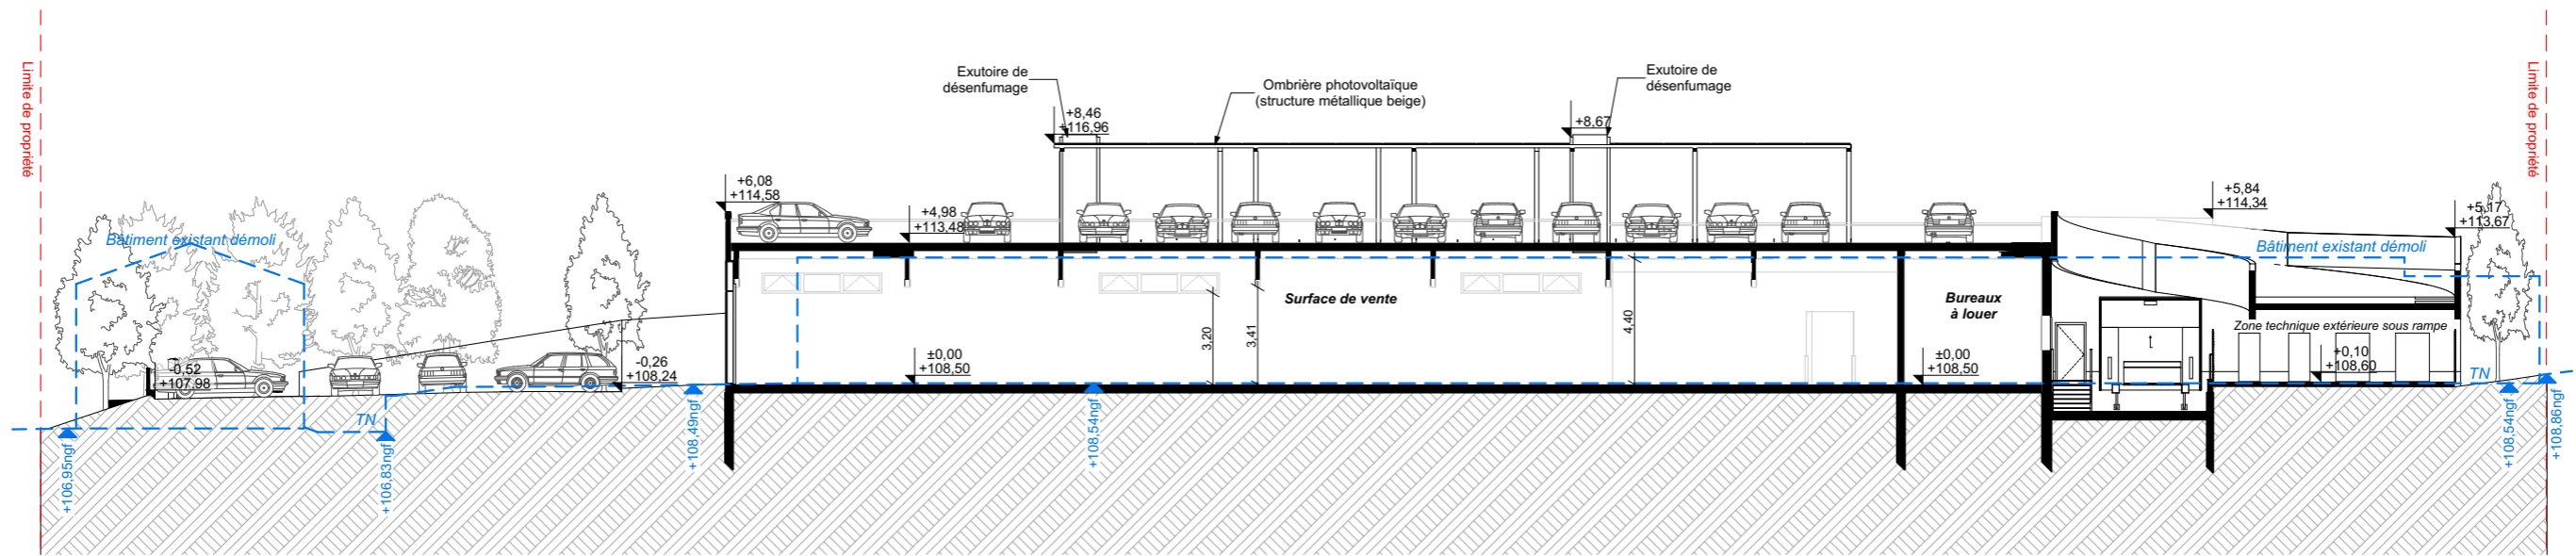 Limite de propriété
Exutoire de
désenfumage
Ombrière photovoltaïque
(structure métallique beige)
Exutoire de
désenfumage
Limite de propriété
+8,46
+116,96
+8,67
+6,08
+114,58
+4,98
+113,48
+5,84
+114,34
+5,17
+113,67
Bâtiment existant démoli
Bâtiment existant démoli
Surface de vente
Bureaux
à louer
3,20
3,41
4,40
Zone technique extérieure sous rampe
-0,52
+107,98
-0,26
+108,24
±0,00
+108,50
±0,00
+108,50
+0,10
+108,60
TN
TN
+106,95ngf
+106,83ngf
+108,49ngf
+108,54ngf
+108,54ngf
+108,86ngf